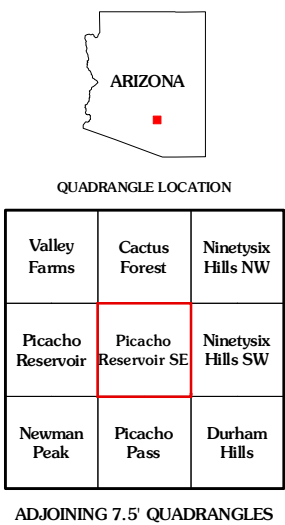 ARIZONA
QUADRANGLE LOCATION
Valley
Farms
Cactus
Forest
Ninetysix
Hills NW
Picacho
Reservoir
Picacho
Reservoir SE
Ninetysix
Hills SW
Newman
Peak
Picacho
Pass
Durham
Hills
ADJOINING 7.5' QUADRANGLES